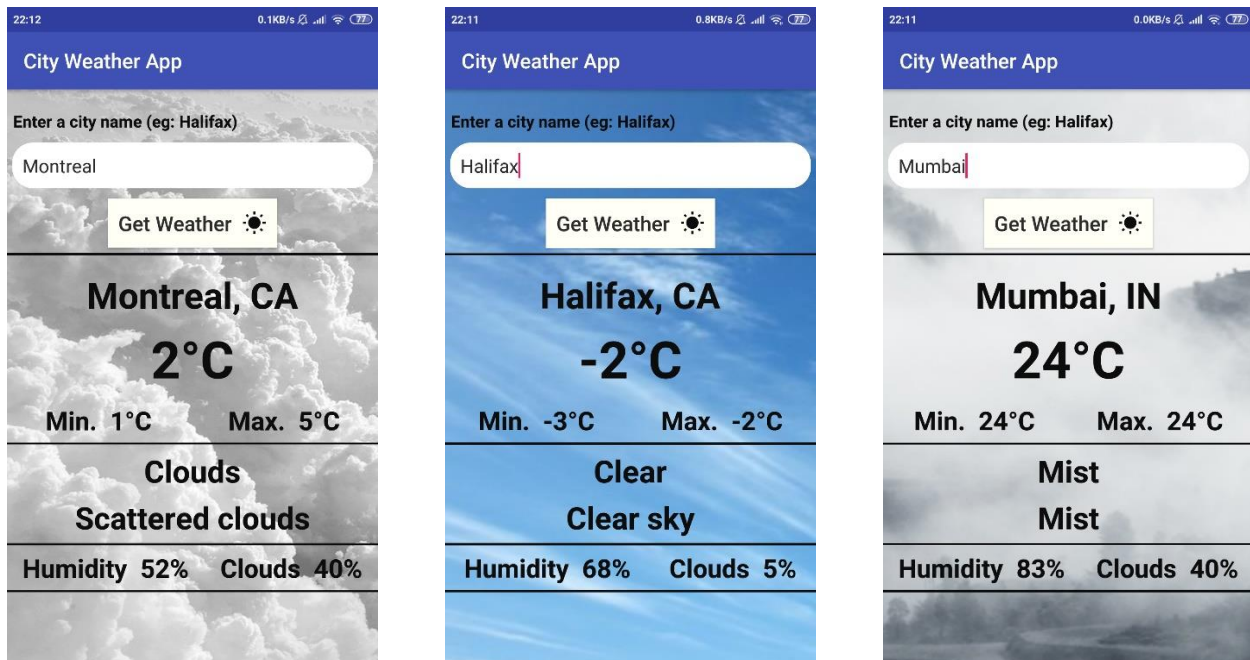 22:12 0.1KB/s 77
City Weather App
Enter a city name (eg: Halifax)
Montreal
Get Weather
Montreal, CA
2°C
Min. 1°C Max. 5°C
Clouds
Scattered clouds
Humidity 52% Clouds 40%
22:11 0.8KB/s 77
City Weather App
Enter a city name (eg: Halifax)
Halifax
Get Weather
Halifax, CA
-2°C
Min. -3°C Max. -2°C
Clear
Clear sky
Humidity 68% Clouds 5%
22:11 0.0KB/s 77
City Weather App
Enter a city name (eg: Halifax)
Mumbai
Get Weather
Mumbai, IN
24°C
Min. 24°C Max. 24°C
Mist
Mist
Humidity 83% Clouds 40%